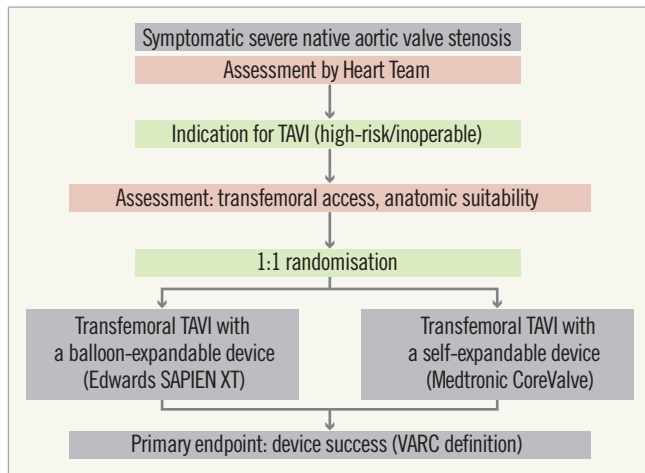 Symptomatic severe native aortic valve stenosis
Assessment by Heart Team
Indication for TAVI (high-risk/inoperable)
Assessment: transfemoral access, anatomic suitability
1:1 randomisation
Transfemoral TAVI with
a balloon-expandable device
(Edwards SAPIEN XT)
Transfemoral TAVI with
a self-expandable device
(Medtronic CoreValve)
Primary endpoint: device success (VARC definition)